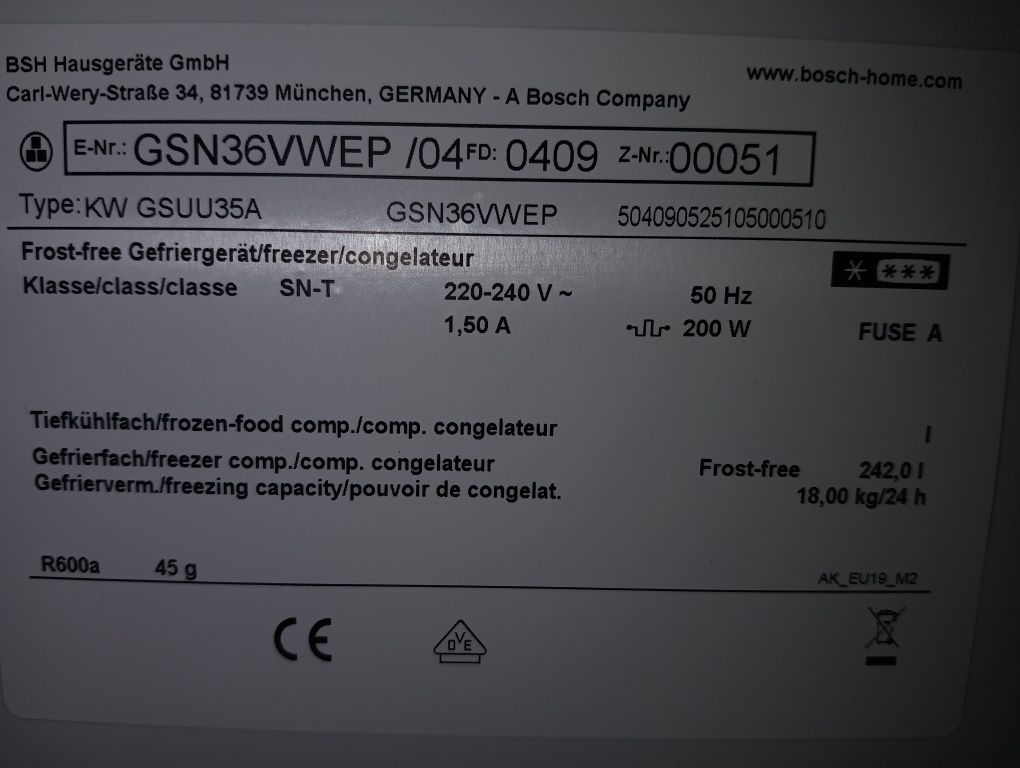 BSH Hausgeräte GmbH
www.bosch-home.com
Carl-Wery-Straße 34, 81739 München, GERMANY - A Bosch Company
E-Nr.: GSN36VWEP /04 FD: 0409 Z-Nr.: 00051
Type: KW GSUU35A GSN36VWEP 504090525105000510
Frost-free Gefriergerät/freezer/congelateur * ***
Klasse/class/classe SN-T 220-240 V ~ 50 Hz
1,50 A 200 W FUSE A
Tiefkühlfach/frozen-food comp./comp. congelateur l
Gefrierfach/freezer comp./comp. congelateur Frost-free 242,0 l
Gefrierverm./freezing capacity/pouvoir de congelat. 18,00 kg/24 h
R600a 45 g AK_EU19_M2
CE DVE